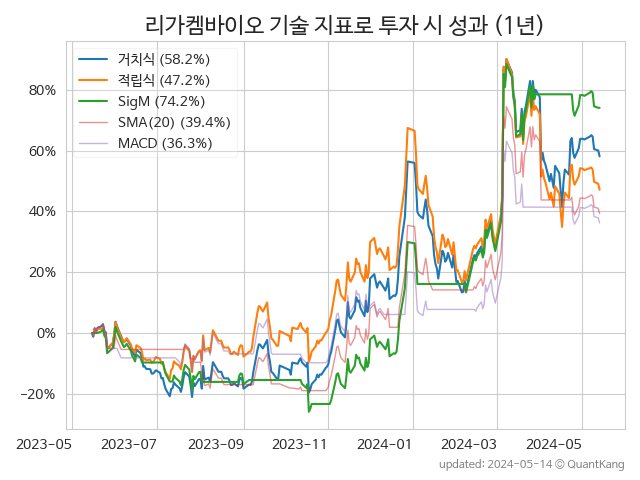 리가켐바이오 기술 지표로 투자 시 성과 (1년)
거치식 (58.2%)
적립식 (47.2%)
SigM (74.2%)
SMA(20) (39.4%)
MACD (36.3%)
80%
60%
40%
20%
0%
−20%
2023-05 2023-07 2023-09 2023-11 2024-01 2024-03 2024-05
updated: 2024-05-14 © QuantKang